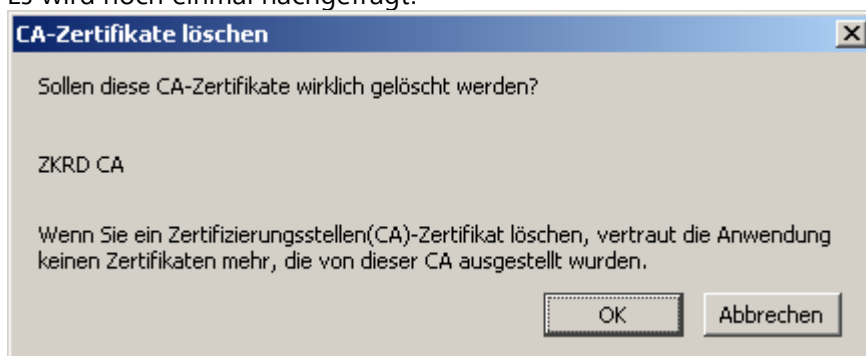 Es wird noch einmal nachgefragt:
CA-Zertifikate löschen
Sollen diese CA-Zertifikate wirklich gelöscht werden?
ZKRD CA
Wenn Sie ein Zertifizierungsstellen(CA)-Zertifikat löschen, vertraut die Anwendung
keinen Zertifikaten mehr, die von dieser CA ausgestellt wurden.
OK
Abbrechen